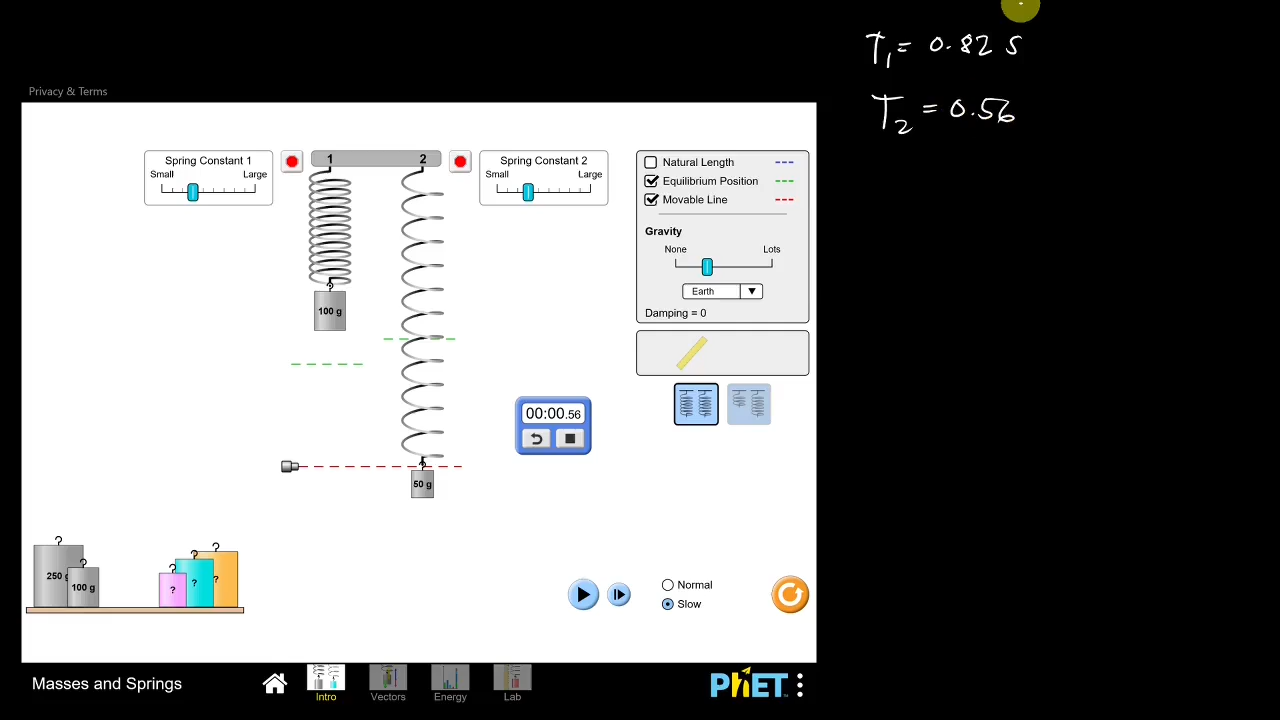 T₁ = 0.82 s
T₂ = 0.56
Privacy & Terms
Spring Constant 1
Small Large
1 2
Spring Constant 2
Small Large
Natural Length
Equilibrium Position
Movable Line
Gravity
None Lots
Earth
Damping = 0
100 g
00:00.56
50 g
250 g
100 g
? ? ?
Normal
Slow
Masses and Springs
Intro
Vectors
Energy
Lab
PhET